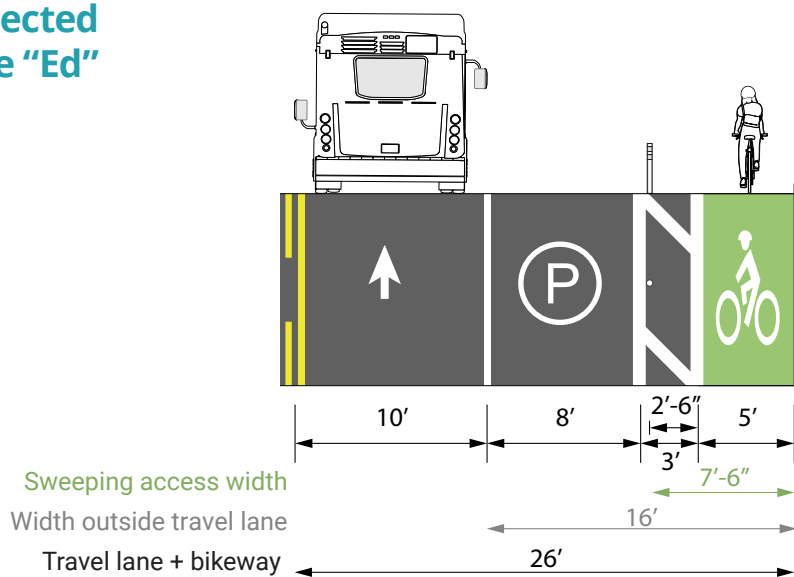 ected
e “Ed”
P
10’ 8’ 2’-6” 5’
3’
Sweeping access width 7’-6”
Width outside travel lane 16’
Travel lane + bikeway 26’